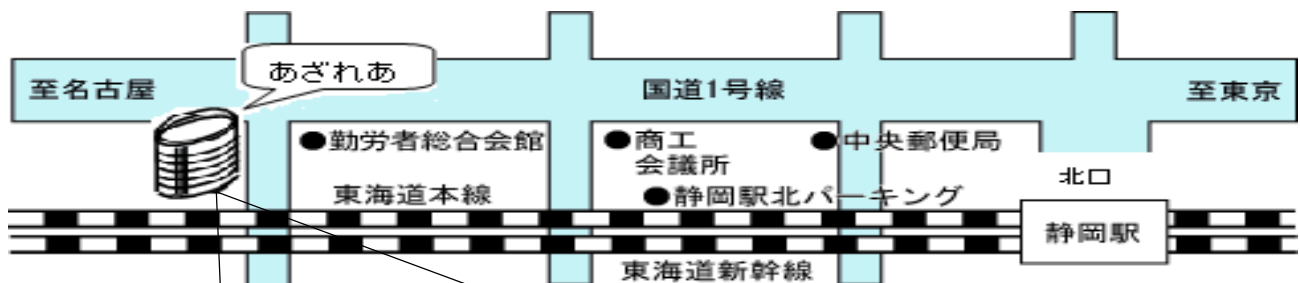 あざれあ
至名古屋
国道1号線
至東京
●勤労者総合会館
●商工
会議所
●中央郵便局
北口
東海道本線
●静岡駅北パーキング
静岡駅
東海道新幹線